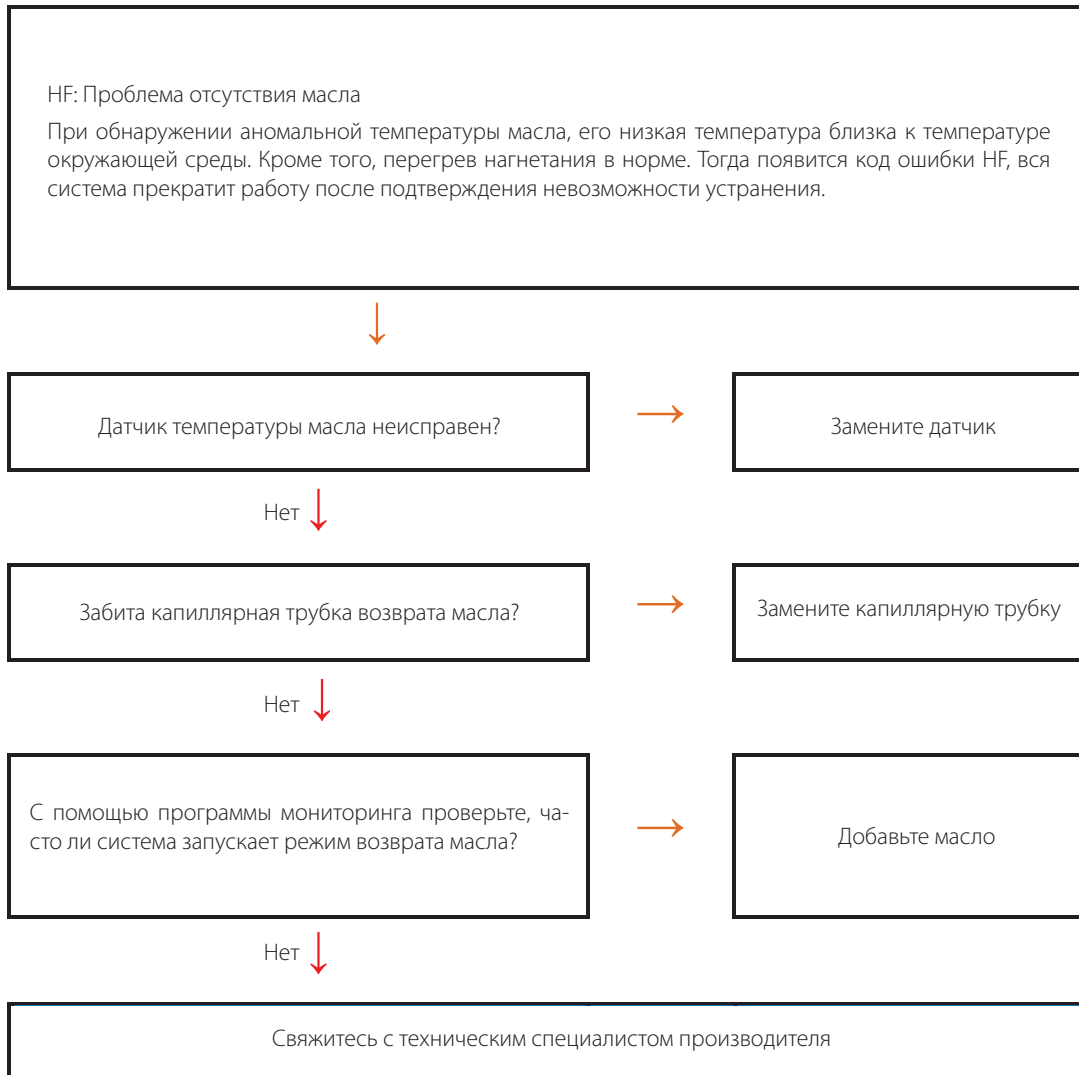 HF: Проблема отсутствия масла
При обнаружении аномальной температуры масла, его низкая температура близка к температуре
окружающей среды. Кроме того, перегрев нагнетания в норме. Тогда появится код ошибки HF, вся
система прекратит работу после подтверждения невозможности устранения.
Датчик температуры масла неисправен?
Замените датчик
Нет
Забита капиллярная трубка возврата масла?
Замените капиллярную трубку
Нет
С помощью программы мониторинга проверьте, ча-
сто ли система запускает режим возврата масла?
Добавьте масло
Нет
Свяжитесь с техническим специалистом производителя